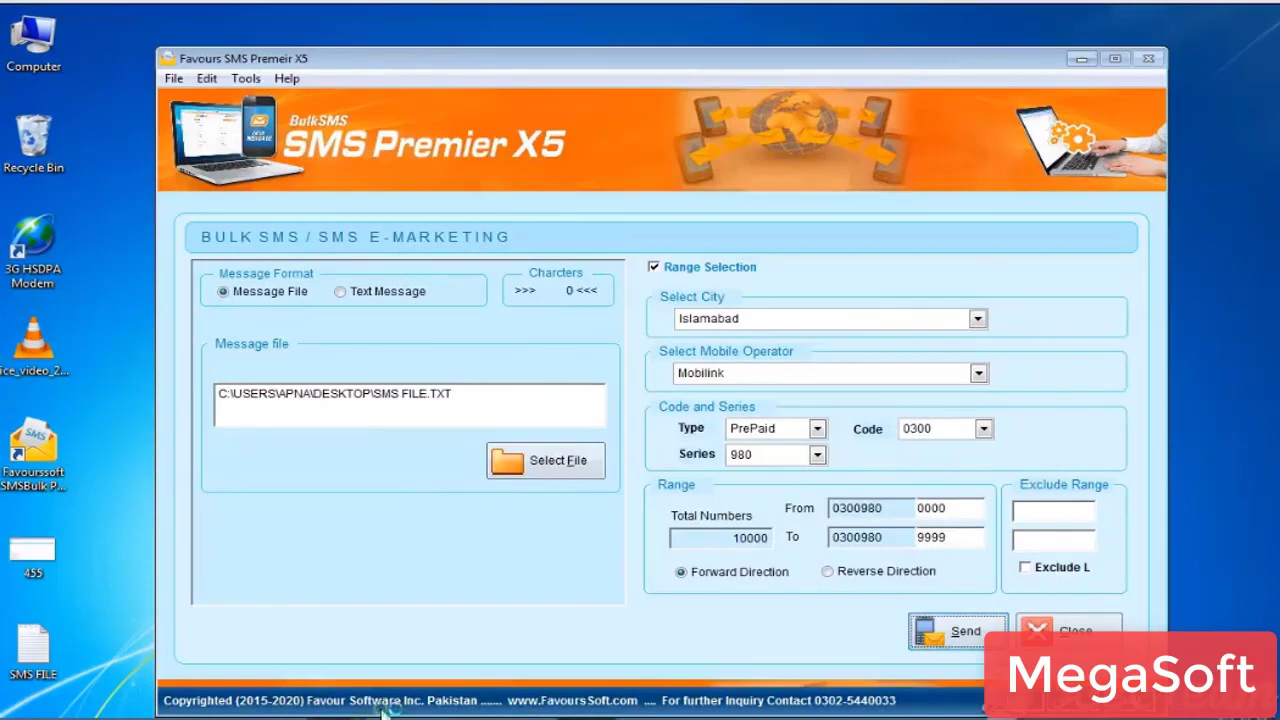 Computer
Recycle Bin
3G HSDPA
Modem
ice_video_2...
Favourssoft
SMSBulk P...
455
SMS FILE
Favours SMS Premeir X5
File Edit Tools Help
BulkSMS
SMS Premier X5
BULK SMS / SMS E-MARKETING
Message Format
Message File Text Message
Charcters
>>> 0 <<<
Message file
C:\USERS\APNA\DESKTOP\SMS FILE.TXT
Select File
Range Selection
Select City
Islamabad
Select Mobile Operator
Mobilink
Code and Series
Type PrePaid Code 0300
Series 980
Range
Total Numbers From 0300980 0000
10000 To 0300980 9999
Forward Direction Reverse Direction
Exclude Range
Exclude L
Send Close
MegaSoft
Copyrighted (2015-2020) Favour Software Inc. Pakistan ....... www.FavoursSoft.com .... For further Inquiry Contact 0302-5440033